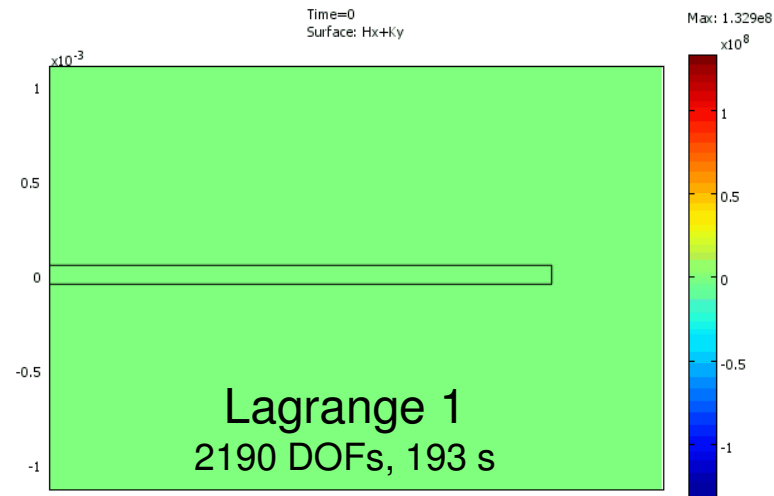 Time=0
Surface: Hx+Ky
Max: 1.329e8
x10^8
x10^-3
1
0.5
0
-0.5
-1
1
0.5
0
-0.5
-1
Lagrange 1
2190 DOFs, 193 s